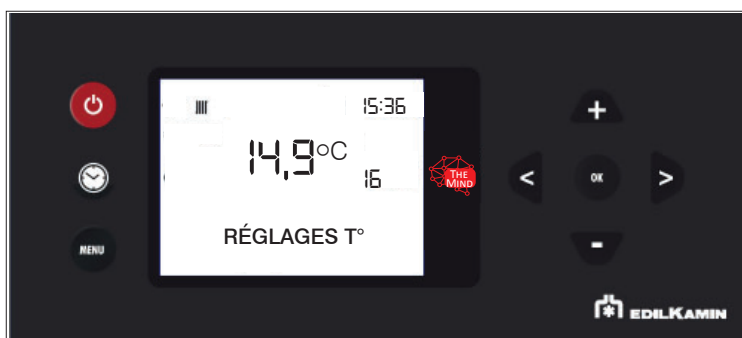 15:36
14,9°C
16
THE
MIND
OK
MENU
RÉGLAGES T°
EDILKAMIN